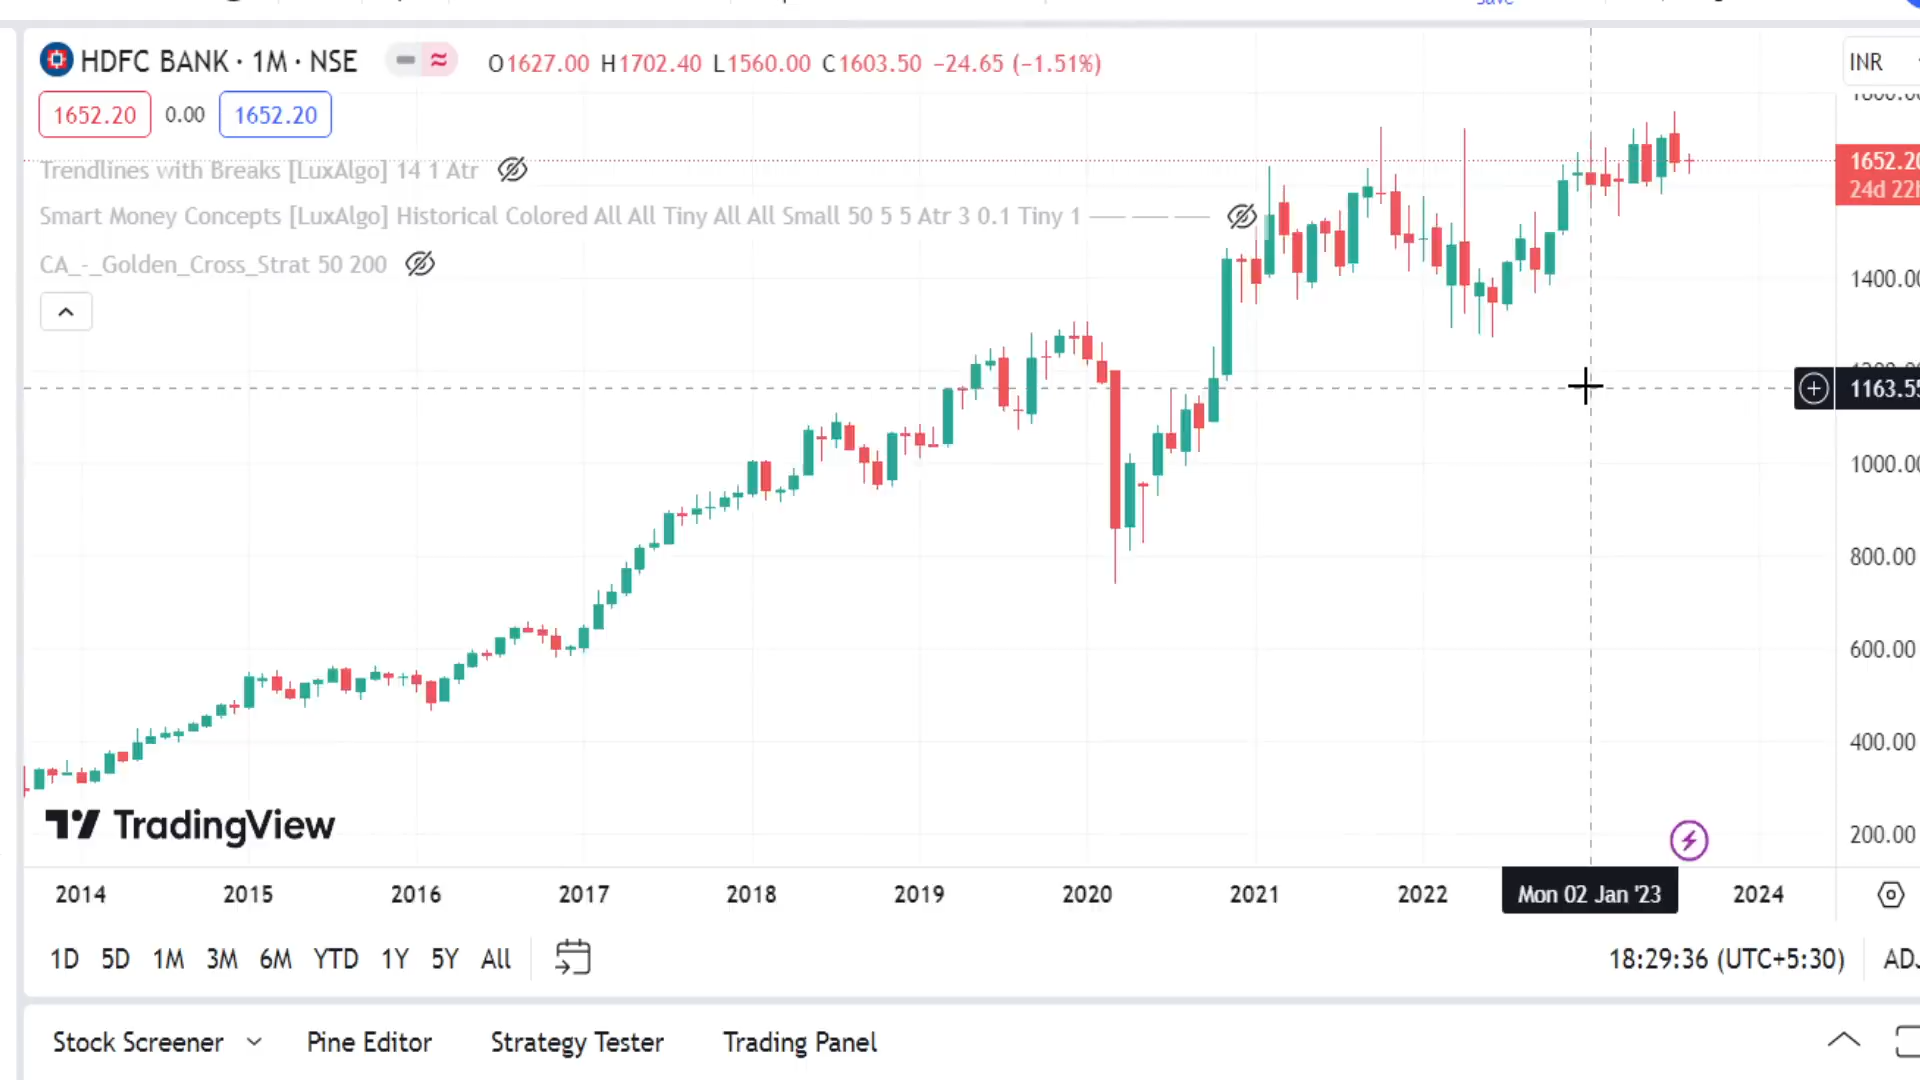 HDFC BANK · 1M · NSE O1627.00 H1702.40 L1560.00 C1603.50 −24.65 (−1.51%)
INR
1652.20 0.00 1652.20
Trendlines with Breaks [LuxAlgo] 14 1 Atr
Smart Money Concepts [LuxAlgo] Historical Colored All All Tiny All All Small 50 5 5 Atr 3 0.1 Tiny 1
CA_-_Golden_Cross_Strat 50 200
1652.20
24d 22h
1400.00
1163.55
1000.00
800.00
600.00
400.00
200.00
TradingView
2014 2015 2016 2017 2018 2019 2020 2021 2022 Mon 02 Jan '23 2024
1D 5D 1M 3M 6M YTD 1Y 5Y All
18:29:36 (UTC+5:30)
Stock Screener Pine Editor Strategy Tester Trading Panel